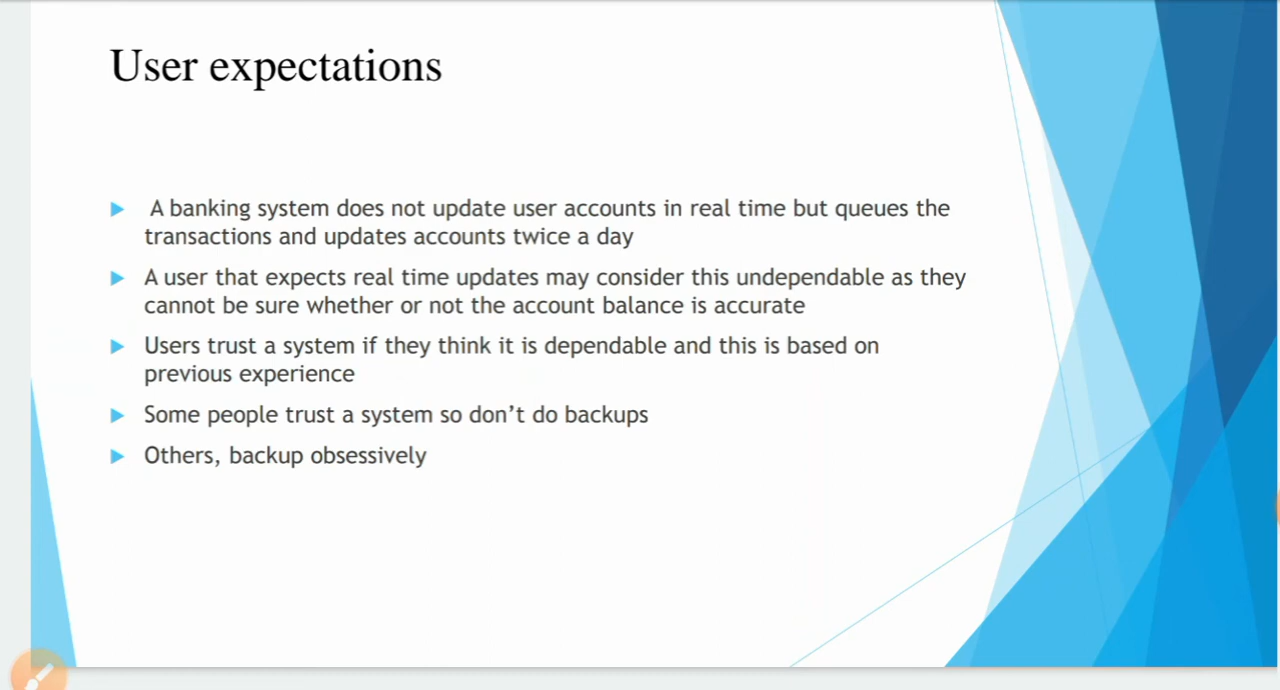 User expectations
A banking system does not update user accounts in real time but queues the
transactions and updates accounts twice a day
A user that expects real time updates may consider this undependable as they
cannot be sure whether or not the account balance is accurate
Users trust a system if they think it is dependable and this is based on
previous experience
Some people trust a system so don’t do backups
Others, backup obsessively